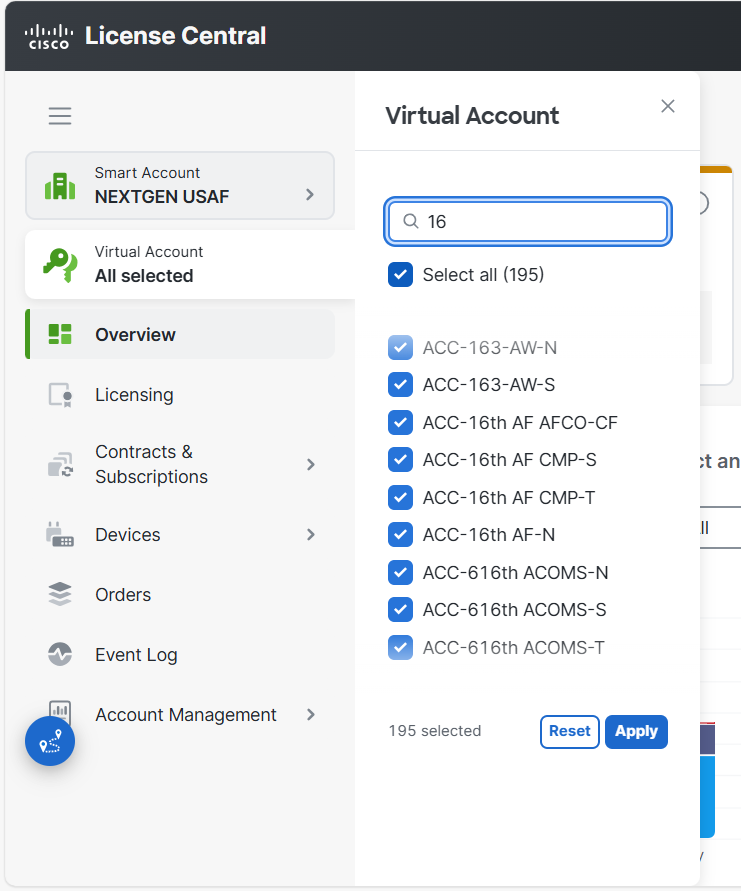 CISCO
License Central
Smart Account
NEXTGEN USAF
Virtual Account
All selected
Overview
Licensing
Contracts &
Subscriptions
Devices
Orders
Event Log
Account Management
Virtual Account
16
Select all (195)
ACC-163-AW-N
ACC-163-AW-S
ACC-16th AF AFCO-CF
ACC-16th AF CMP-S
ACC-16th AF CMP-T
ACC-16th AF-N
ACC-616th ACOMS-N
ACC-616th ACOMS-S
ACC-616th ACOMS-T
195 selected
Reset
Apply